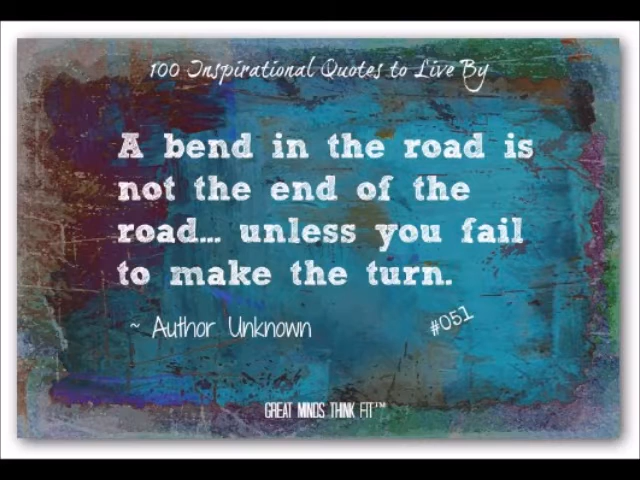 100 Inspirational Quotes to Live By
A bend in the road is
not the end of the
road... unless you fail
to make the turn.
~ Author Unknown
#051
GREAT MINDS THINK FIT™